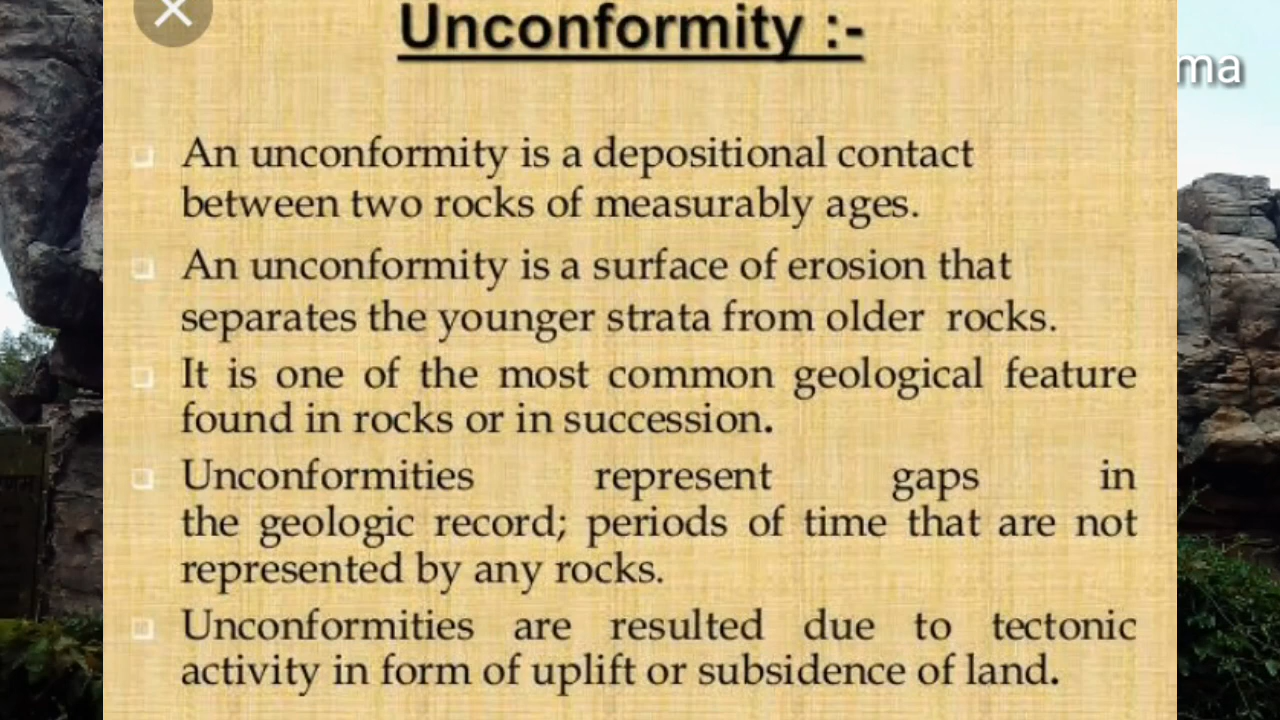 Unconformity :-
ma
An unconformity is a depositional contact
between two rocks of measurably ages.
An unconformity is a surface of erosion that
separates the younger strata from older rocks.
It is one of the most common geological feature
found in rocks or in succession.
Unconformities represent gaps in
the geologic record; periods of time that are not
represented by any rocks.
Unconformities are resulted due to tectonic
activity in form of uplift or subsidence of land.